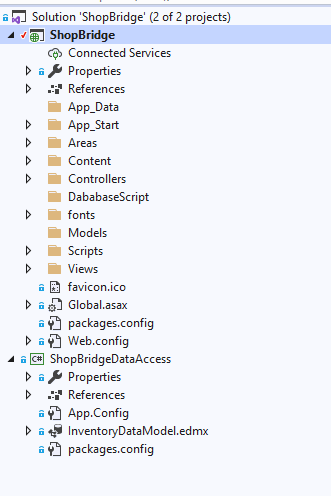 Solution 'ShopBridge' (2 of 2 projects)
ShopBridge
Connected Services
Properties
References
App_Data
App_Start
Areas
Content
Controllers
DababaseScript
fonts
Models
Scripts
Views
favicon.ico
Global.asax
packages.config
Web.config
C# ShopBridgeDataAccess
Properties
References
App.Config
InventoryDataModel.edmx
packages.config